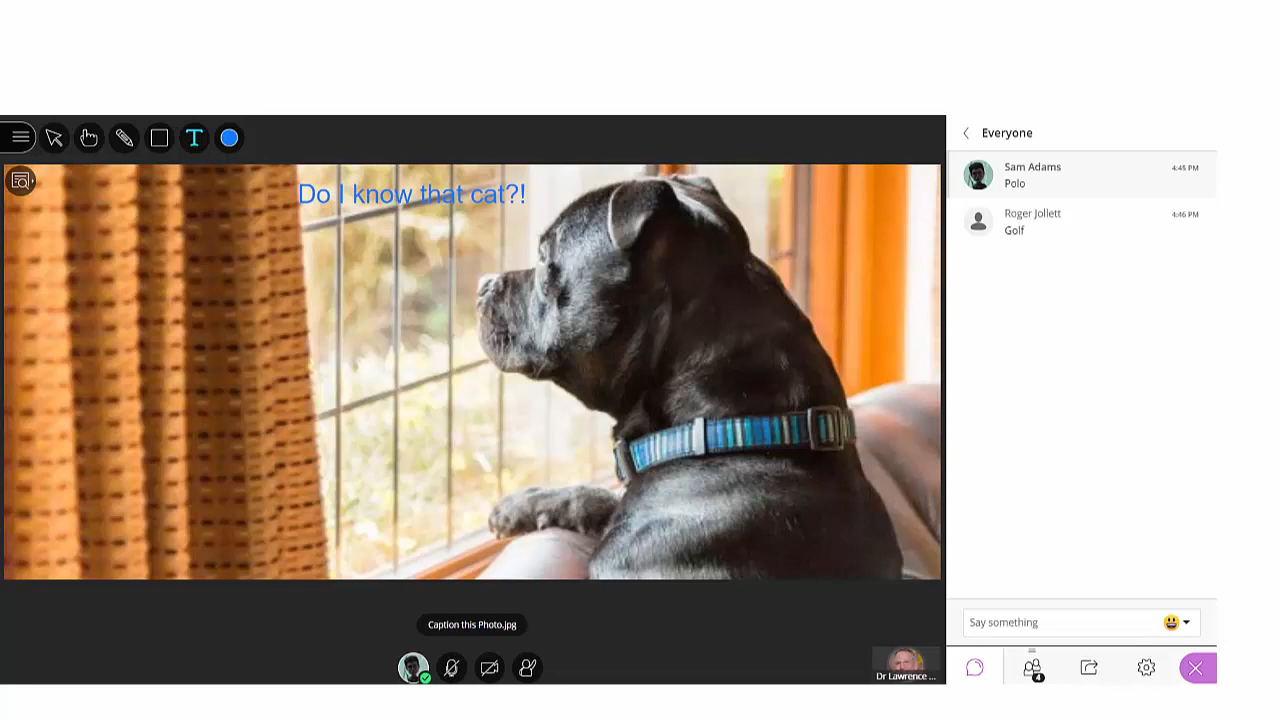 T
Do I know that cat?!
Caption this Photo.jpg
Dr Lawrence ...
Everyone
Sam Adams
4:45 PM
Polo
Roger Jollett
4:46 PM
Golf
Say something
4